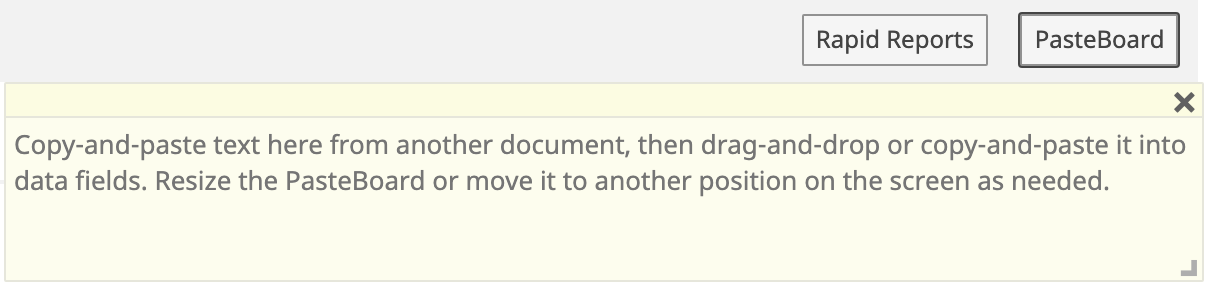 Rapid Reports PasteBoard
Copy-and-paste text here from another document, then drag-and-drop or copy-and-paste it into
data fields. Resize the PasteBoard or move it to another position on the screen as needed.